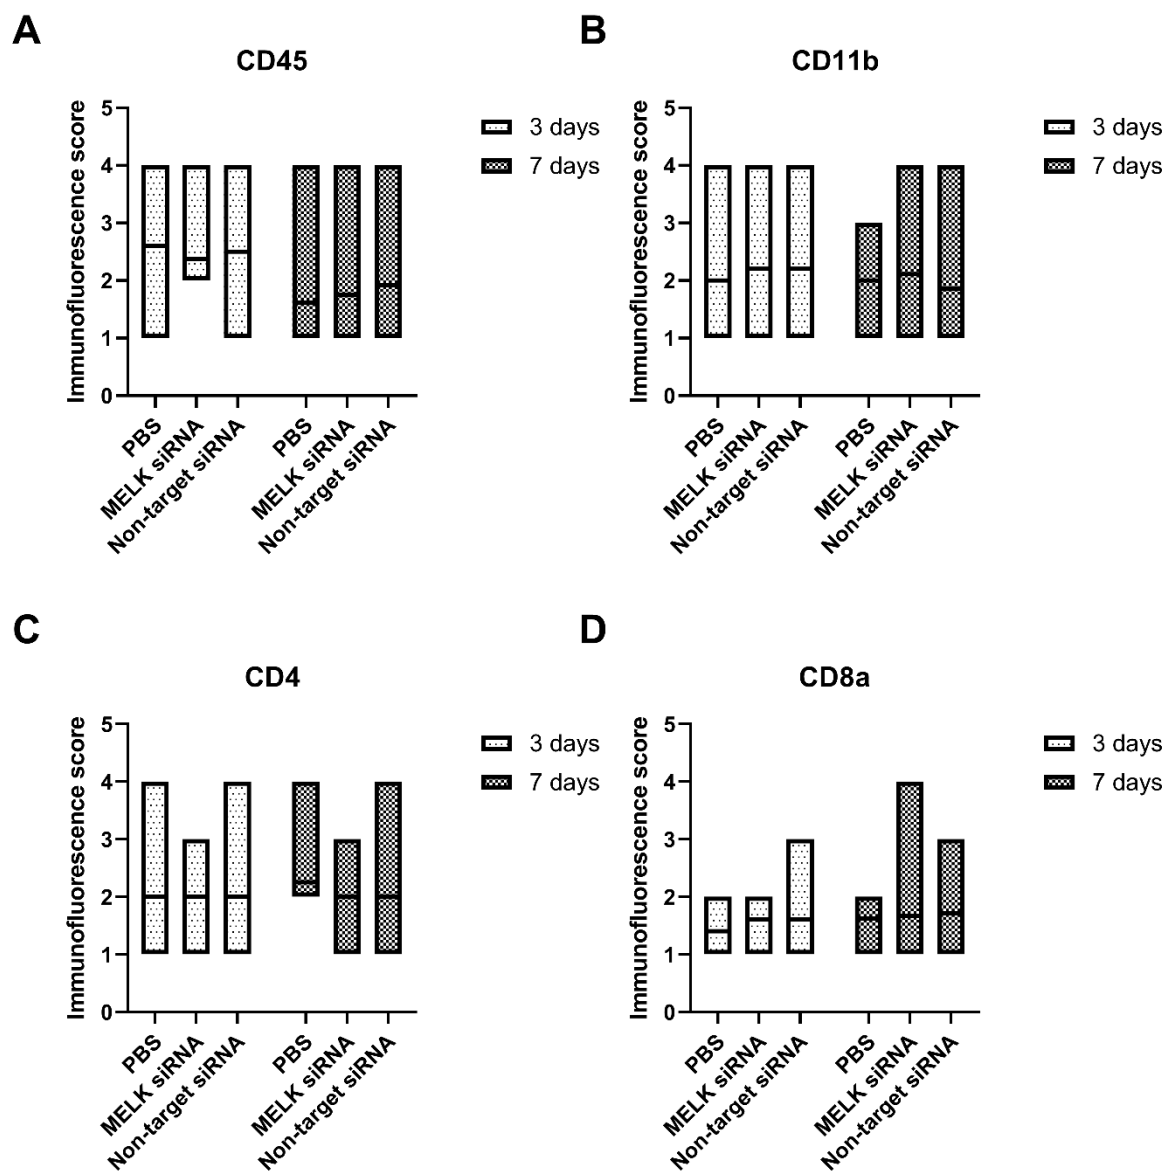 A
CD45
Immunofluorescence score
5
4
3
2
1
0
PBS
MELK siRNA
Non-target siRNA
PBS
MELK siRNA
Non-target siRNA
3 days
7 days
B
CD11b
Immunofluorescence score
5
4
3
2
1
0
PBS
MELK siRNA
Non-target siRNA
PBS
MELK siRNA
Non-target siRNA
3 days
7 days
C
CD4
Immunofluorescence score
5
4
3
2
1
0
PBS
MELK siRNA
Non-target siRNA
PBS
MELK siRNA
Non-target siRNA
3 days
7 days
D
CD8a
Immunofluorescence score
5
4
3
2
1
0
PBS
MELK siRNA
Non-target siRNA
PBS
MELK siRNA
Non-target siRNA
3 days
7 days